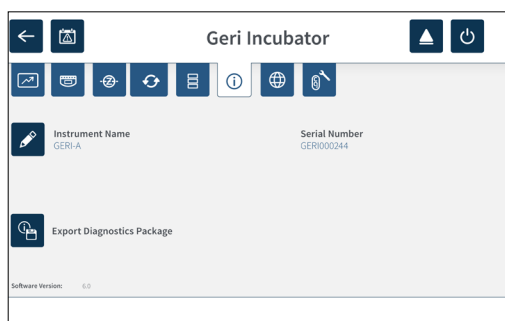 Geri Incubator
Instrument Name
GERI-A
Serial Number
GERI000244
Export Diagnostics Package
Software Version: 6.0